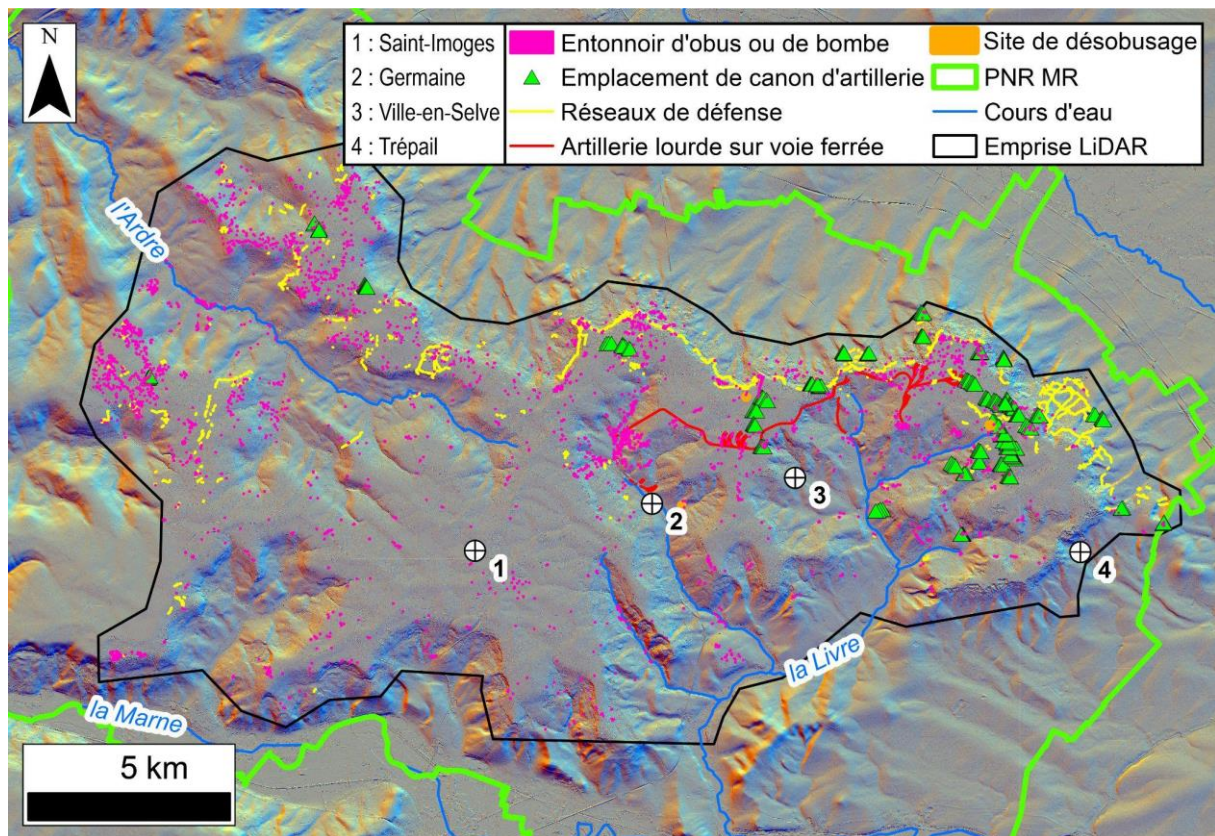 N
1 : Saint-Imoges
2 : Germaine
3 : Ville-en-Selve
4 : Trépail
Entonnoir d'obus ou de bombe
Emplacement de canon d'artillerie
Réseaux de défense
Artillerie lourde sur voie ferrée
Site de désobusage
PNR MR
Cours d'eau
Emprise LiDAR
l'Ardre
1
2
3
4
la Livre
la Marne
5 km